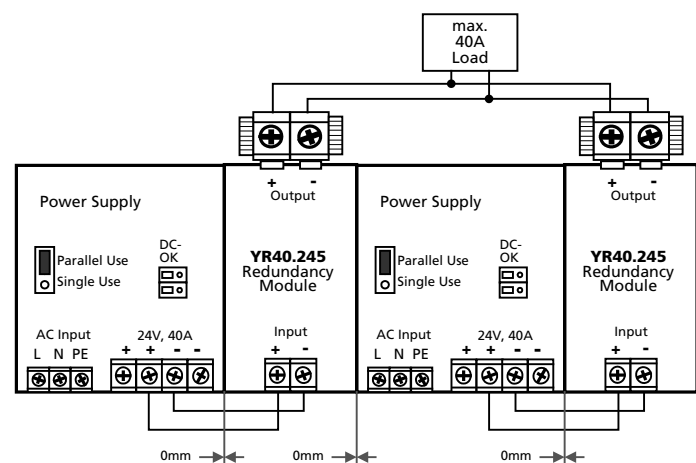 max.
40A
Load
+ -
Output
+ -
Output
Power Supply
Parallel Use
Single Use
DC-
OK
AC Input
L N PE
24V, 40A
+ + - -
YR40.245
Redundancy
Module
Input
+ -
Power Supply
Parallel Use
Single Use
DC-
OK
AC Input
L N PE
24V, 40A
+ + - -
YR40.245
Redundancy
Module
Input
+ -
0mm
0mm
0mm